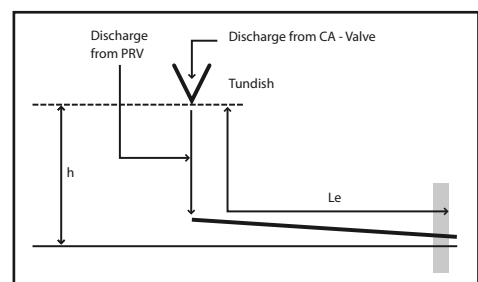 Discharge
from PRV
Discharge from CA - Valve
Tundish
h
Le